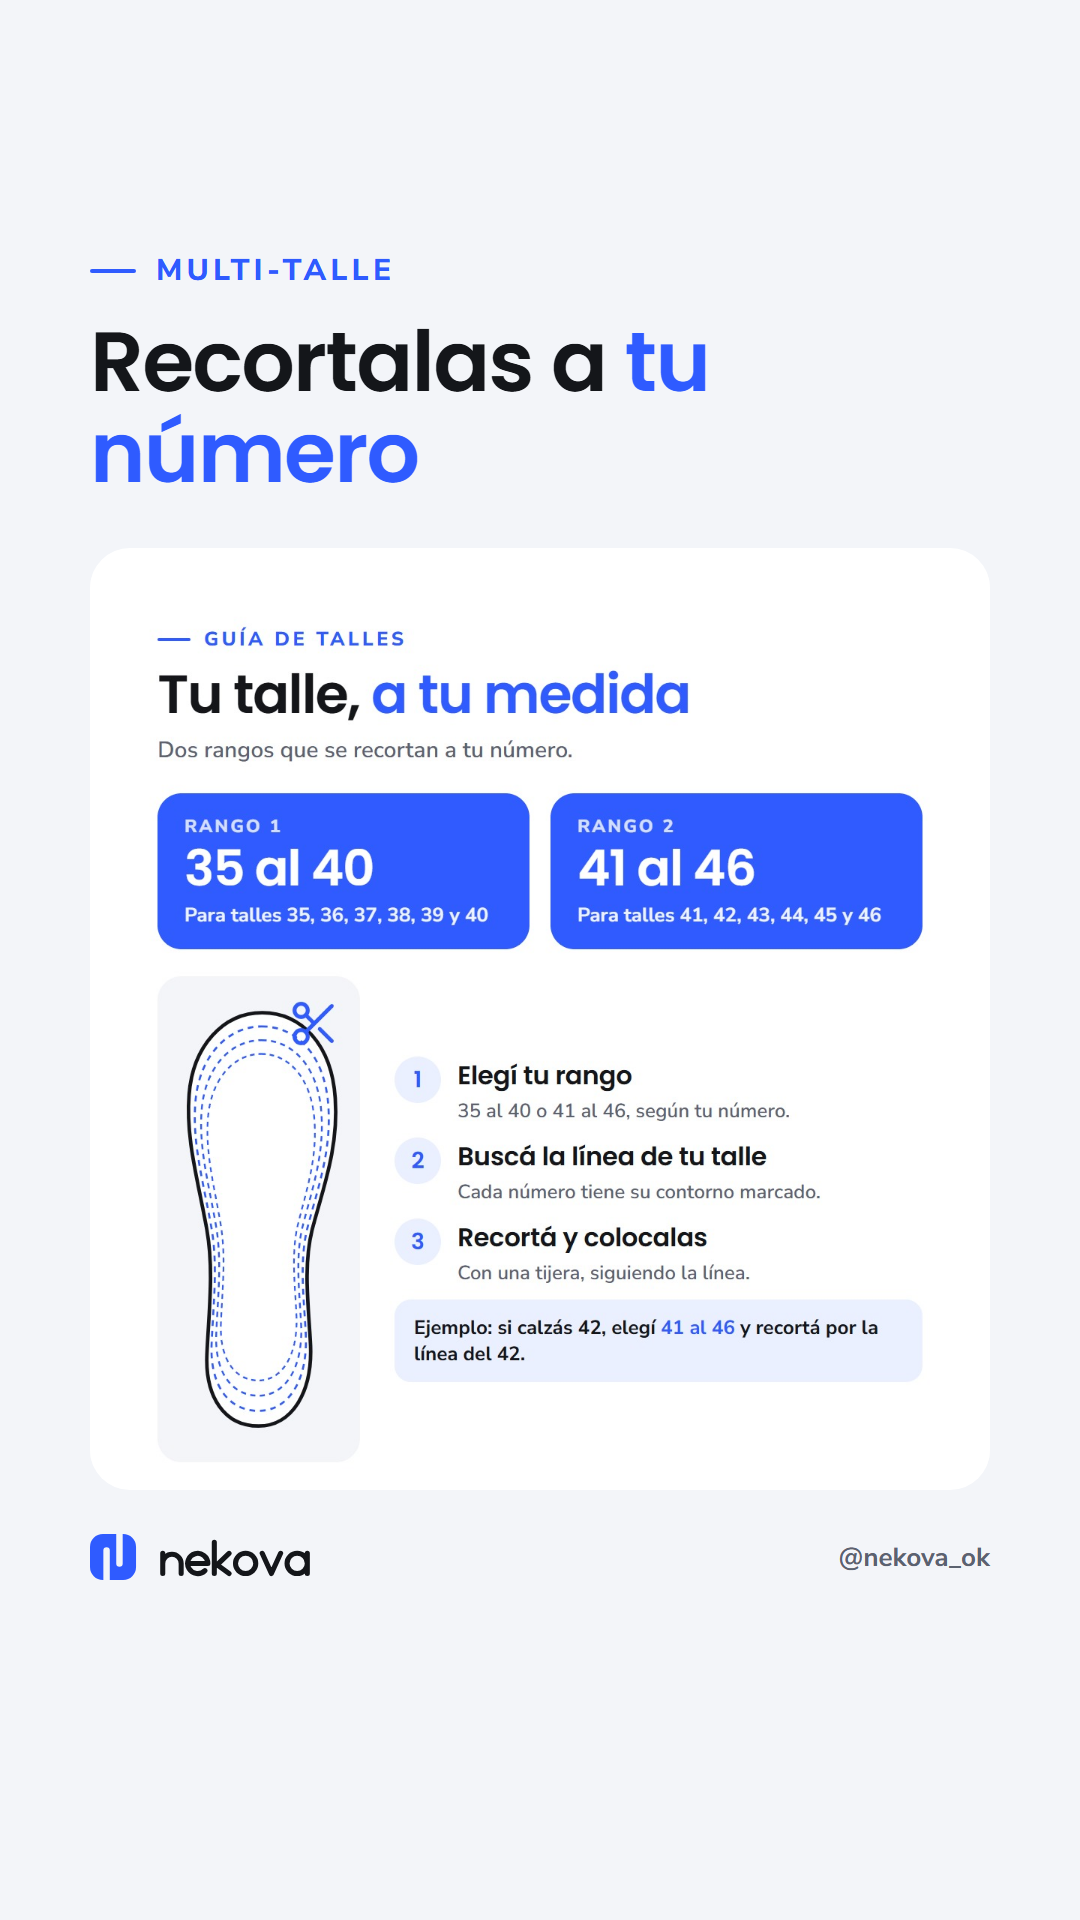 MULTI-TALLE
Recortalas a tu
número
GUÍA DE TALLES
Tu talle, a tu medida
Dos rangos que se recortan a tu número.
RANGO 1
35 al 40
Para talles 35, 36, 37, 38, 39 y 40
RANGO 2
41 al 46
Para talles 41, 42, 43, 44, 45 y 46
1
Elegí tu rango
35 al 40 o 41 al 46, según tu número.
2
Buscá la línea de tu talle
Cada número tiene su contorno marcado.
3
Recortá y colocalas
Con una tijera, siguiendo la línea.
Ejemplo: si calzás 42, elegí 41 al 46 y recortá por la
línea del 42.
nekova
@nekova_ok